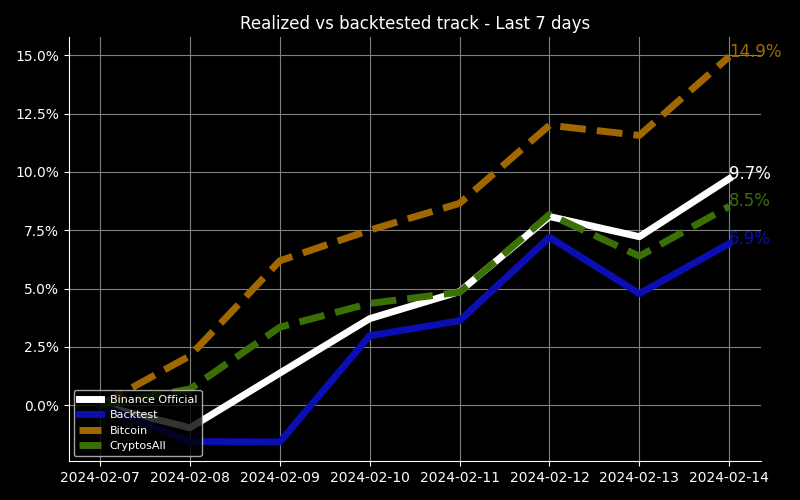 Realized vs backtested track - Last 7 days
15.0%
12.5%
10.0%
7.5%
5.0%
2.5%
0.0%
14.9%
9.7%
8.5%
6.9%
Binance Official
Backtest
Bitcoin
CryptosAll
2024-02-07 2024-02-08 2024-02-09 2024-02-10 2024-02-11 2024-02-12 2024-02-13 2024-02-14